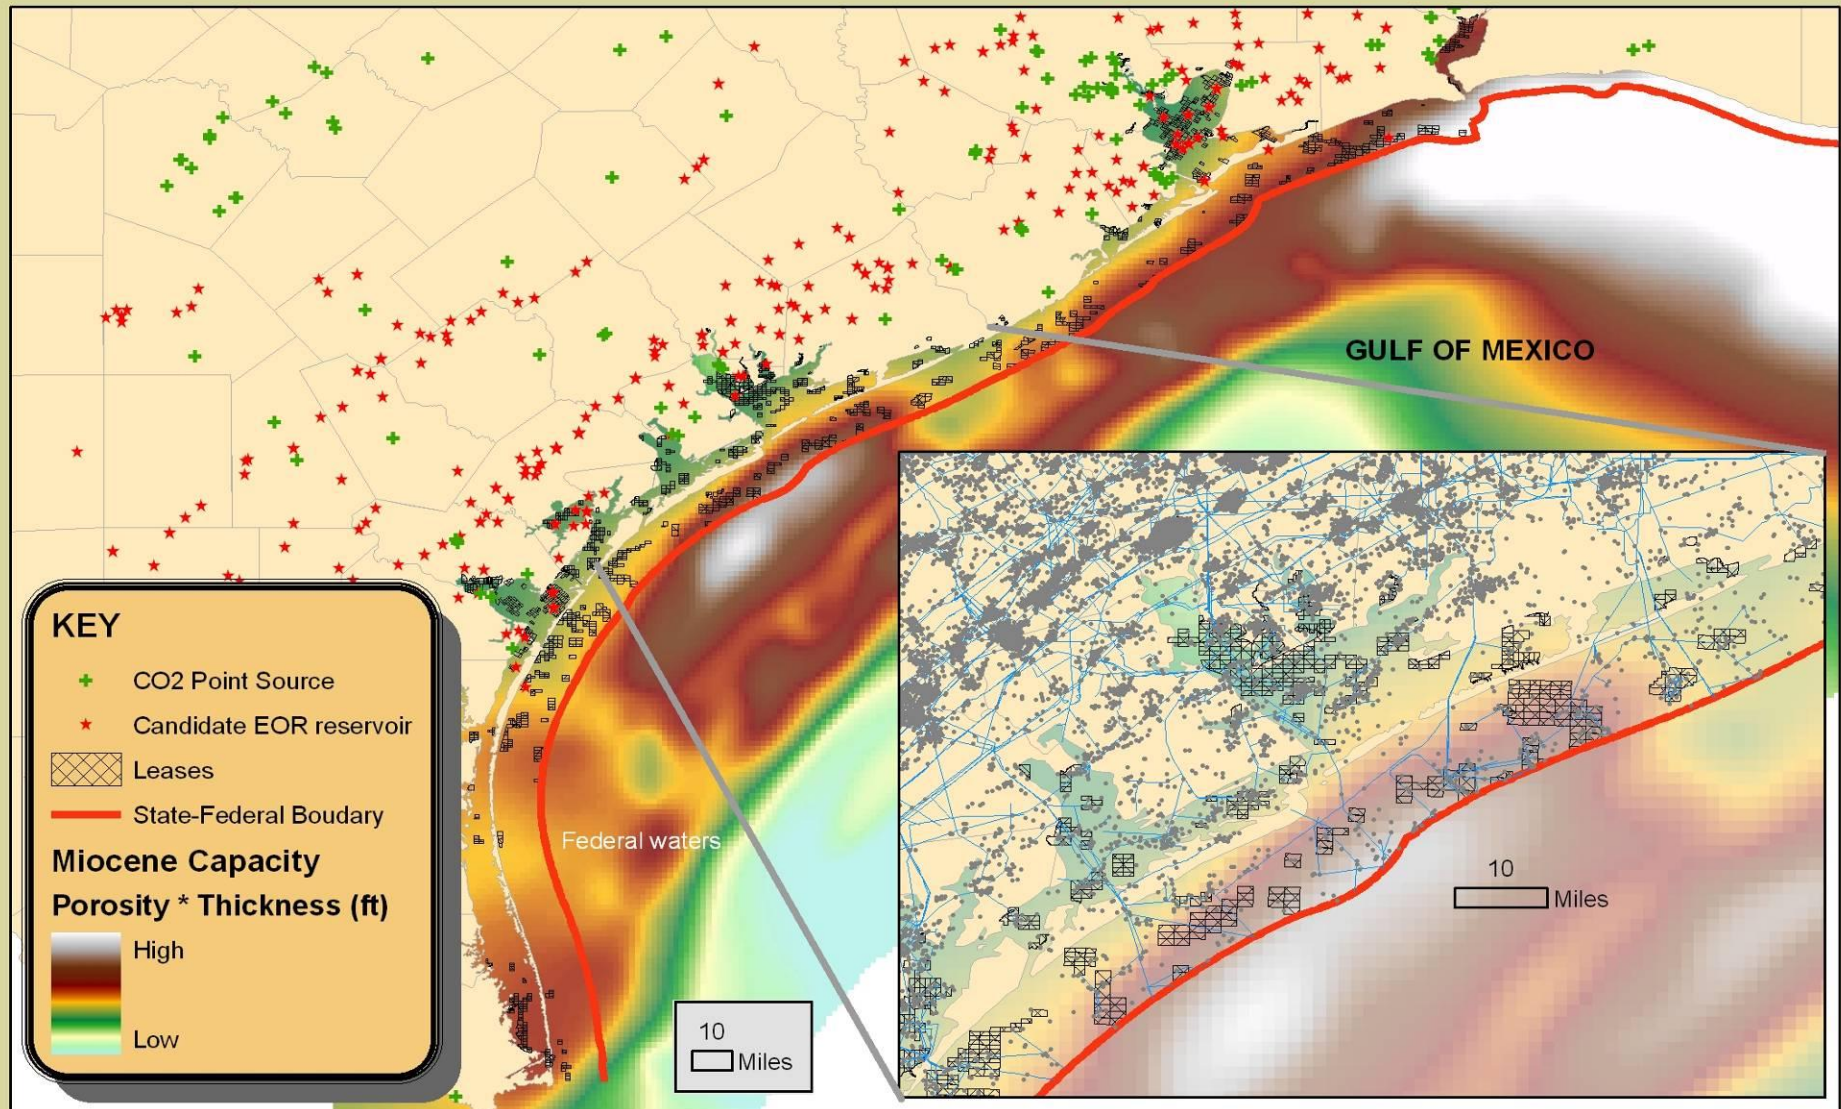 GULF OF MEXICO
KEY
CO2 Point Source
Candidate EOR reservoir
Leases
State-Federal Boudary
Miocene Capacity
Porosity * Thickness (ft)
High
Low
Federal waters
10
Miles
10
Miles